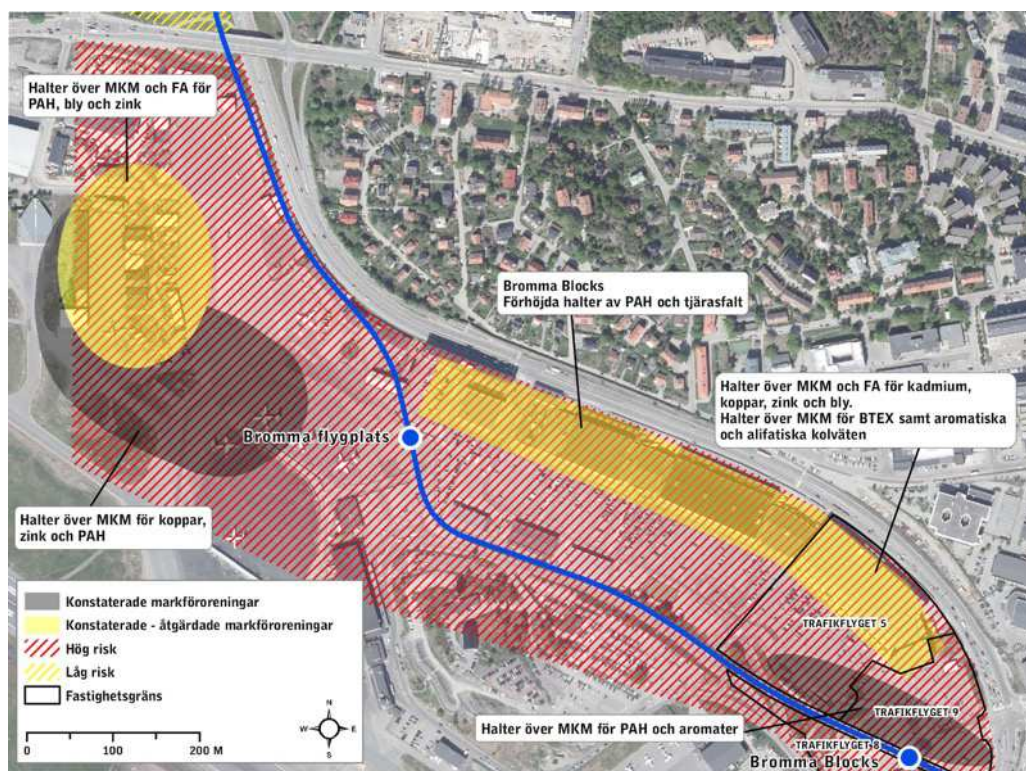 Halter över MKM och FA för
PAH, bly och zink
Bromma Blocks
Förhöjda halter av PAH och tjärasfalt
Halter över MKM och FA för kadmium,
koppar, zink och bly.
Halter över MKM för BTEX samt aromatiska
och alifatiska kolväten
Bromma flygplats
Halter över MKM för koppar,
zink och PAH
Konstaterade markföroreningar
Konstaterade - åtgärdade markföroreningar
Hög risk
Låg risk
Fastighetsgräns
N
W
E
S
0 100 200 M
TRAFIKFLYGET 5
TRAFIKFLYGET 9
Halter över MKM för PAH och aromater
TRAFIKFLYGET 8
Bromma Blocks